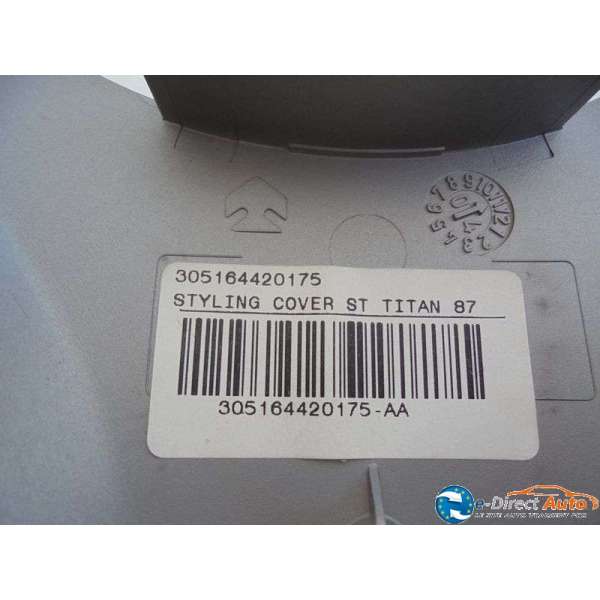 305164420175
STYLING COVER ST TITAN 87
305164420175-AA
e-Direct Auto